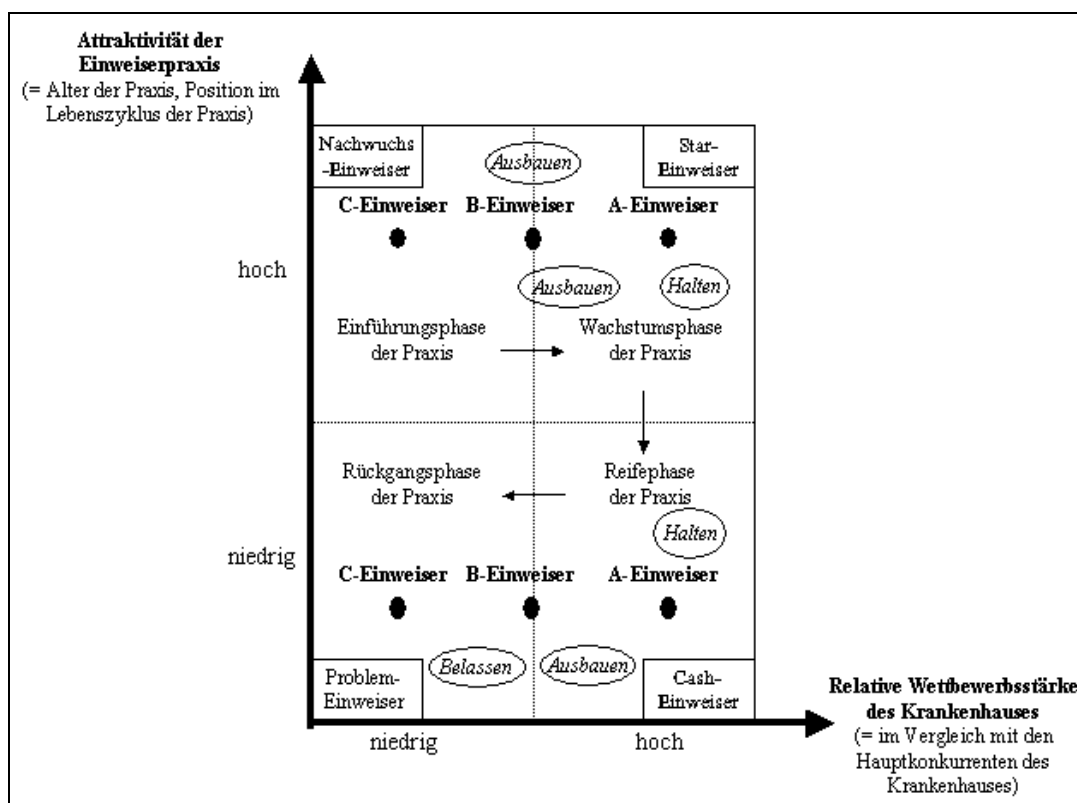 Attraktivität der
Einweiserpraxis
(= Alter der Praxis, Position im
Lebenszyklus der Praxis)
Nachwuchs
-Einweiser
Ausbauen
Star-
Einweiser
C-Einweiser B-Einweiser A-Einweiser
hoch
Ausbauen Halten
Einführungsphase
der Praxis
Wachstumsphase
der Praxis
Rückgangsphase
der Praxis
Reifephase
der Praxis
Halten
niedrig
C-Einweiser B-Einweiser A-Einweiser
Belassen Ausbauen
Problem-
Einweiser
Cash-
Einweiser
niedrig hoch
Relative Wettbewerbsstärke
des Krankenhauses
(= im Vergleich mit den
Hauptkonkurrenten des
Krankenhauses)